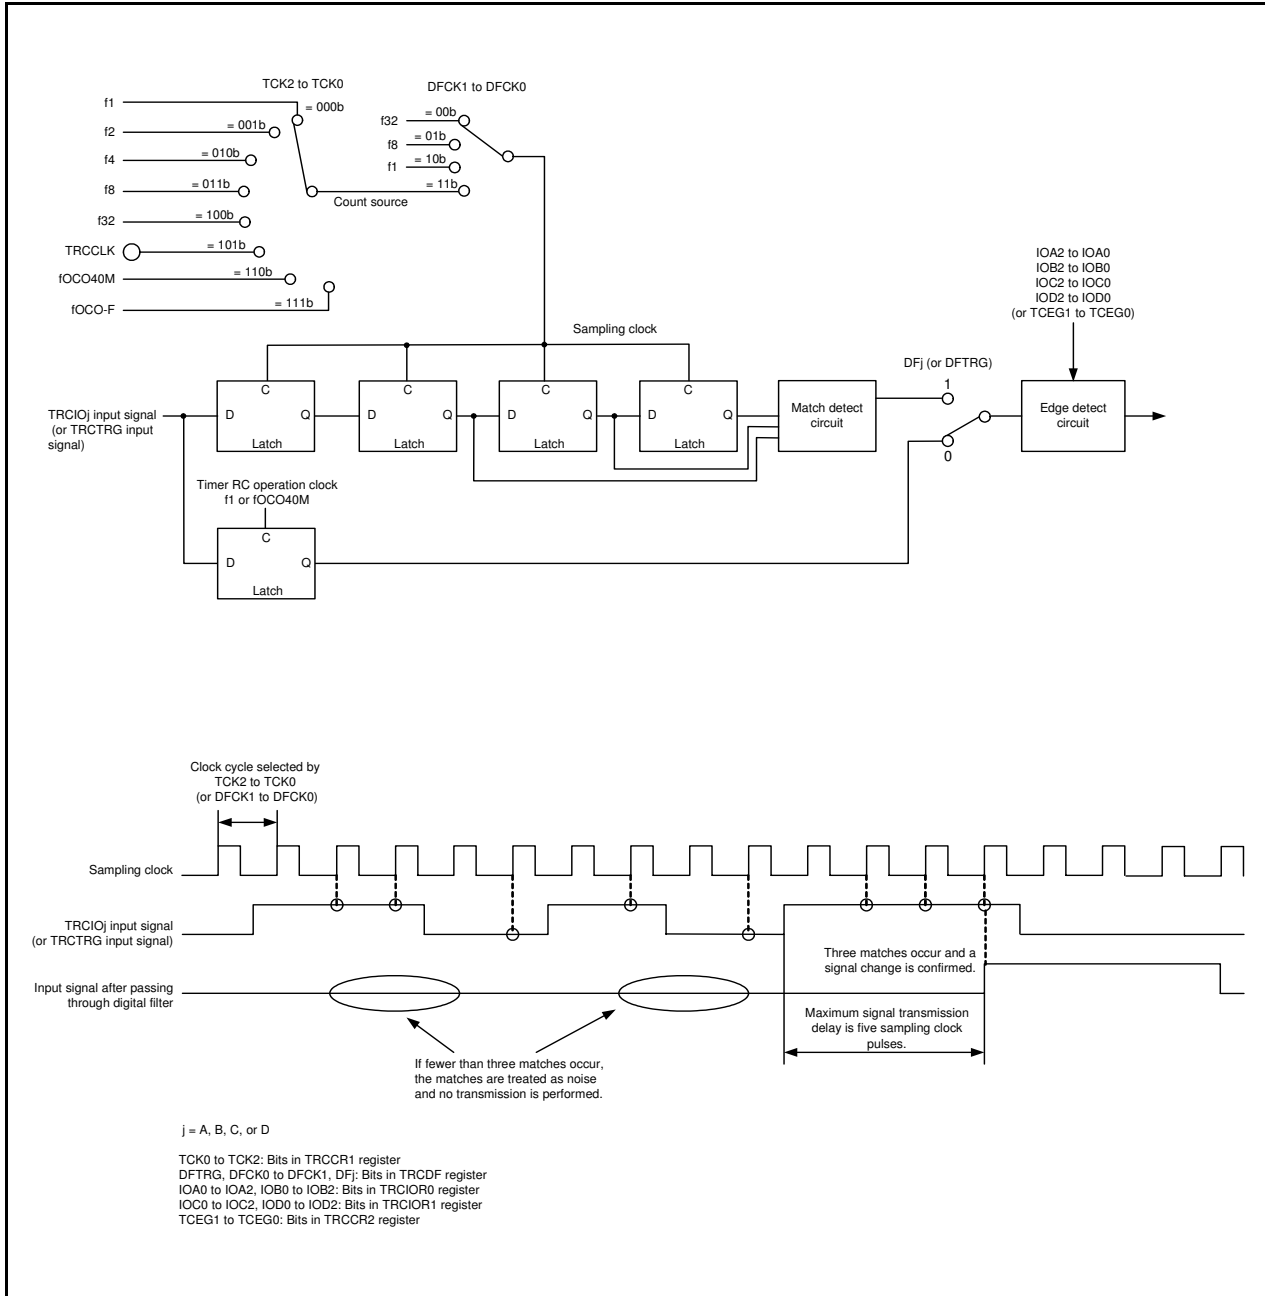 TCK2 to TCK0
DFCK1 to DFCK0
f1
= 000b
f2
= 001b
f4
= 010b
f8
= 011b
f32
= 100b
TRCCLK
= 101b
fOCO40M
= 110b
fOCO-F
= 111b
Count source
f32
= 00b
f8
= 01b
f1
= 10b
= 11b
Sampling clock
IOA2 to IOA0
IOB2 to IOB0
IOC2 to IOC0
IOD2 to IOD0
(or TCEG1 to TCEG0)
TRCIOj input signal
(or TRCTRG input
signal)
C
D
Q
Latch
C
D
Q
Latch
C
D
Q
Latch
C
D
Q
Latch
Match detect
circuit
DFj (or DFTRG)
1
0
Edge detect
circuit
Timer RC operation clock
f1 or fOCO40M
C
D
Q
Latch
Clock cycle selected by
TCK2 to TCK0
(or DFCK1 to DFCK0)
Sampling clock
TRCIOj input signal
(or TRCTRG input signal)
Three matches occur and a
signal change is confirmed.
Input signal after passing
through digital filter
Maximum signal transmission
delay is five sampling clock
pulses.
If fewer than three matches occur,
the matches are treated as noise
and no transmission is performed.
j = A, B, C, or D
TCK0 to TCK2: Bits in TRCCR1 register
DFTRG, DFCK0 to DFCK1, DFj: Bits in TRCDF register
IOA0 to IOA2, IOB0 to IOB2: Bits in TRCIOR0 register
IOC0 to IOC2, IOD0 to IOD2: Bits in TRCIOR1 register
TCEG1 to TCEG0: Bits in TRCCR2 register